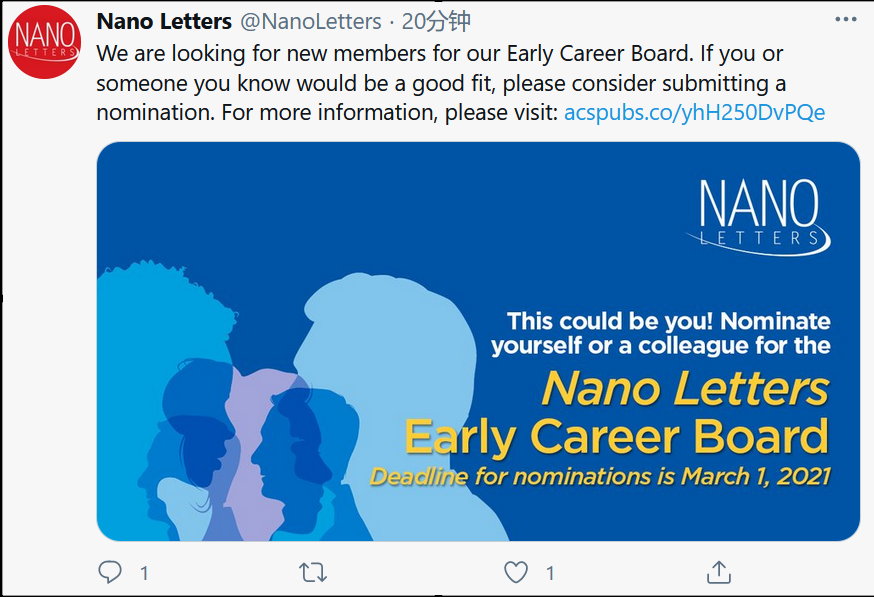 NANO
LETTERS
Nano Letters @NanoLetters · 20分钟
We are looking for new members for our Early Career Board. If you or
someone you know would be a good fit, please consider submitting a
nomination. For more information, please visit: acspubs.co/yhH250DvPQe
NANO
LETTERS
This could be you! Nominate
yourself or a colleague for the
Nano Letters
Early Career Board
Deadline for nominations is March 1, 2021
1
1